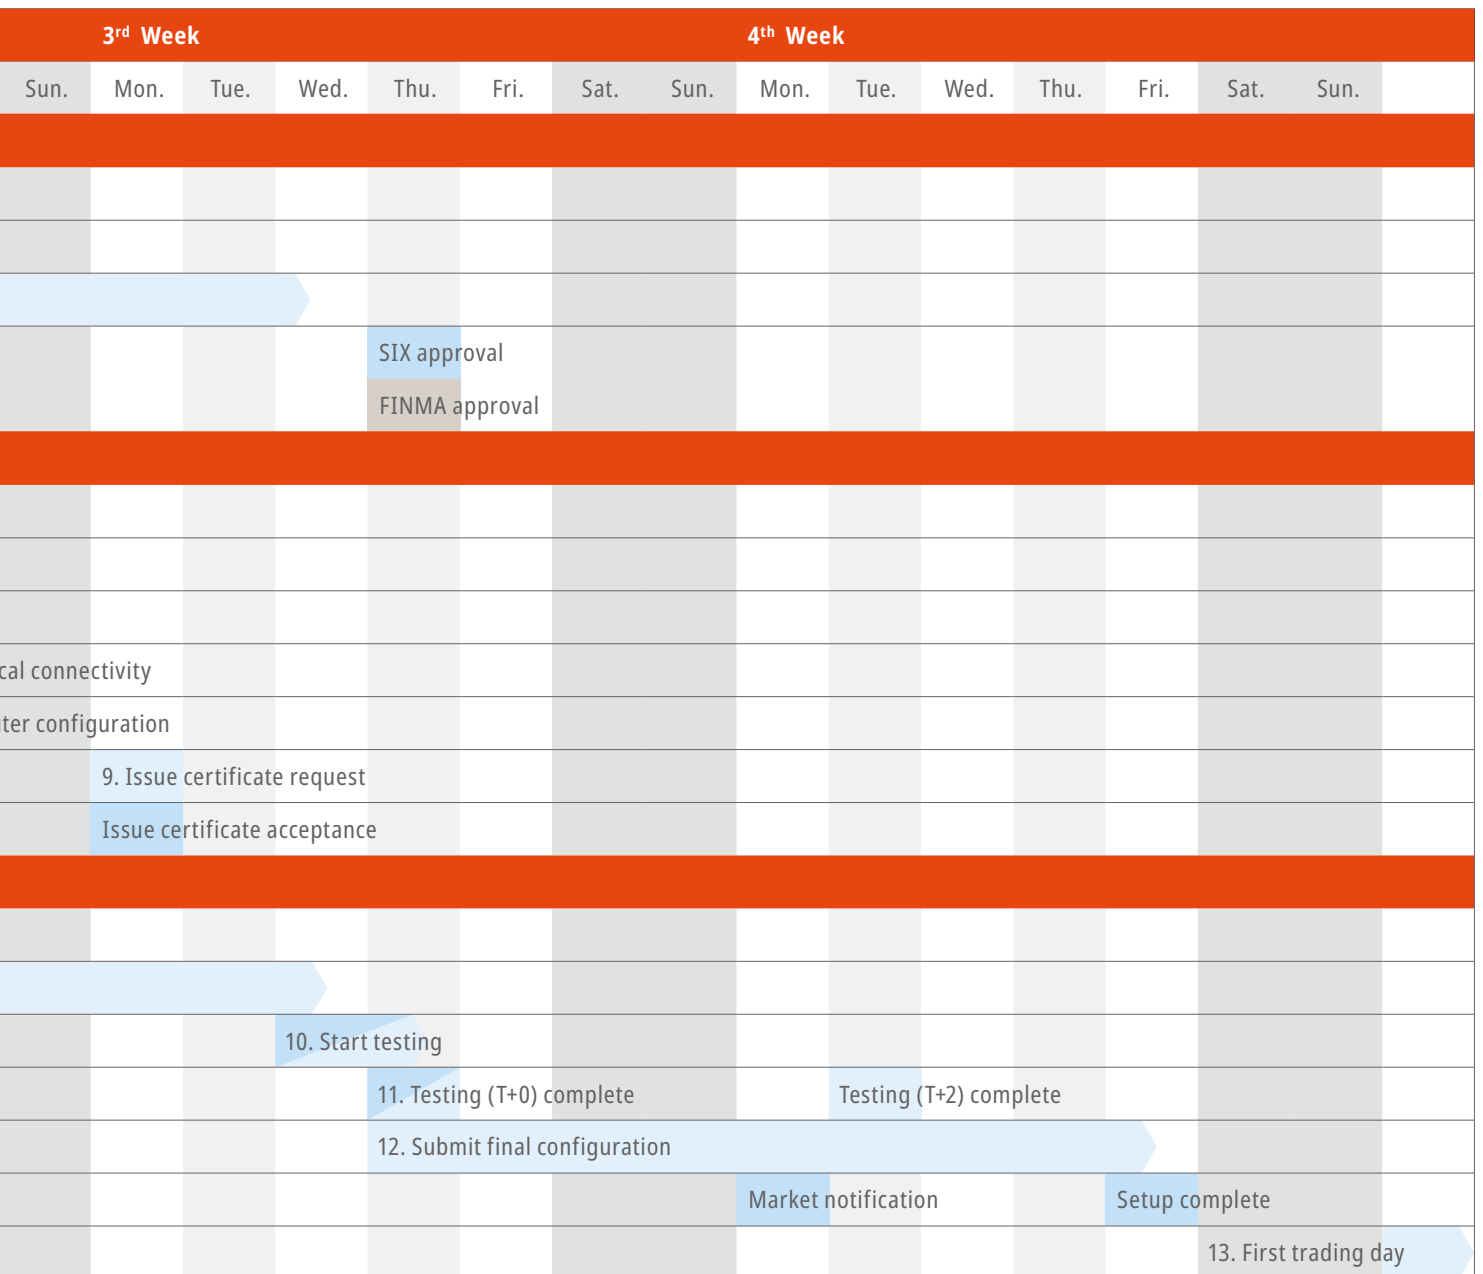 3rd Week 4th Week
Sun. Mon. Tue. Wed. Thu. Fri. Sat. Sun. Mon. Tue. Wed. Thu. Fri. Sat. Sun.
SIX approval
FINMA approval
cal connectivity
ter configuration
9. Issue certificate request
Issue certificate acceptance
10. Start testing
11. Testing (T+0) complete Testing (T+2) complete
12. Submit final configuration
Market notification Setup complete
13. First trading day